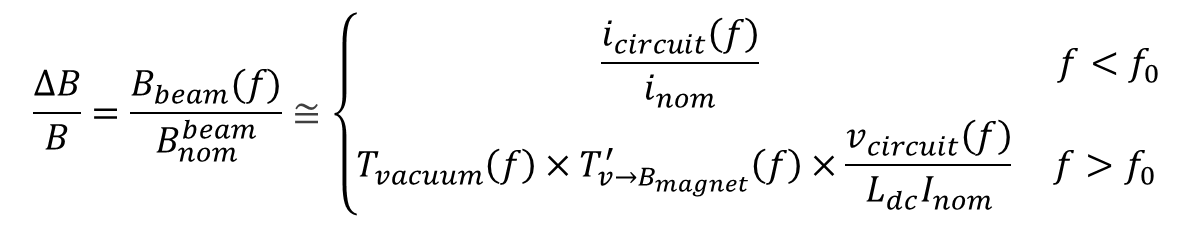 ΔB/B = B_beam(f)/B_nom^beam ≅ { i_circuit(f)/i_nom f < f_0
T_vacuum(f) × T′_v→B_magnet(f) × v_circuit(f)/(L_dc I_nom) f > f_0